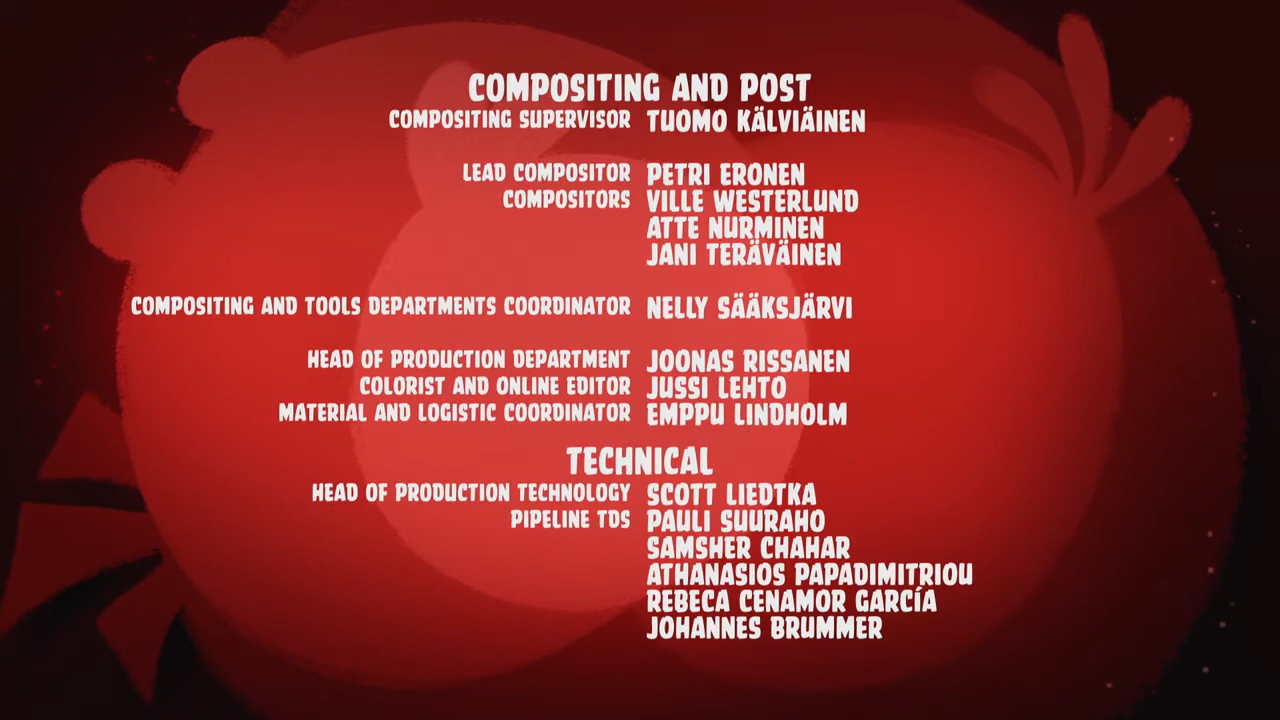 COMPOSITING AND POST
COMPOSITING SUPERVISOR TUOMO KÄLVIÄINEN
LEAD COMPOSITOR PETRI ERONEN
COMPOSITORS VILLE WESTERLUND
ATTE NURMINEN
JANI TERÄVÄINEN
COMPOSITING AND TOOLS DEPARTMENTS COORDINATOR NELLY SÄÄKSJÄRVI
HEAD OF PRODUCTION DEPARTMENT JOONAS RISSANEN
COLORIST AND ONLINE EDITOR JUSSI LEHTO
MATERIAL AND LOGISTIC COORDINATOR EMPPU LINDHOLM
TECHNICAL
HEAD OF PRODUCTION TECHNOLOGY SCOTT LIEDTKA
PIPELINE TDS PAULI SUURAHO
SAMSHER CHAHAR
ATHANASIOS PAPADIMITRIOU
REBECA CENAMOR GARCÍA
JOHANNES BRUMMER